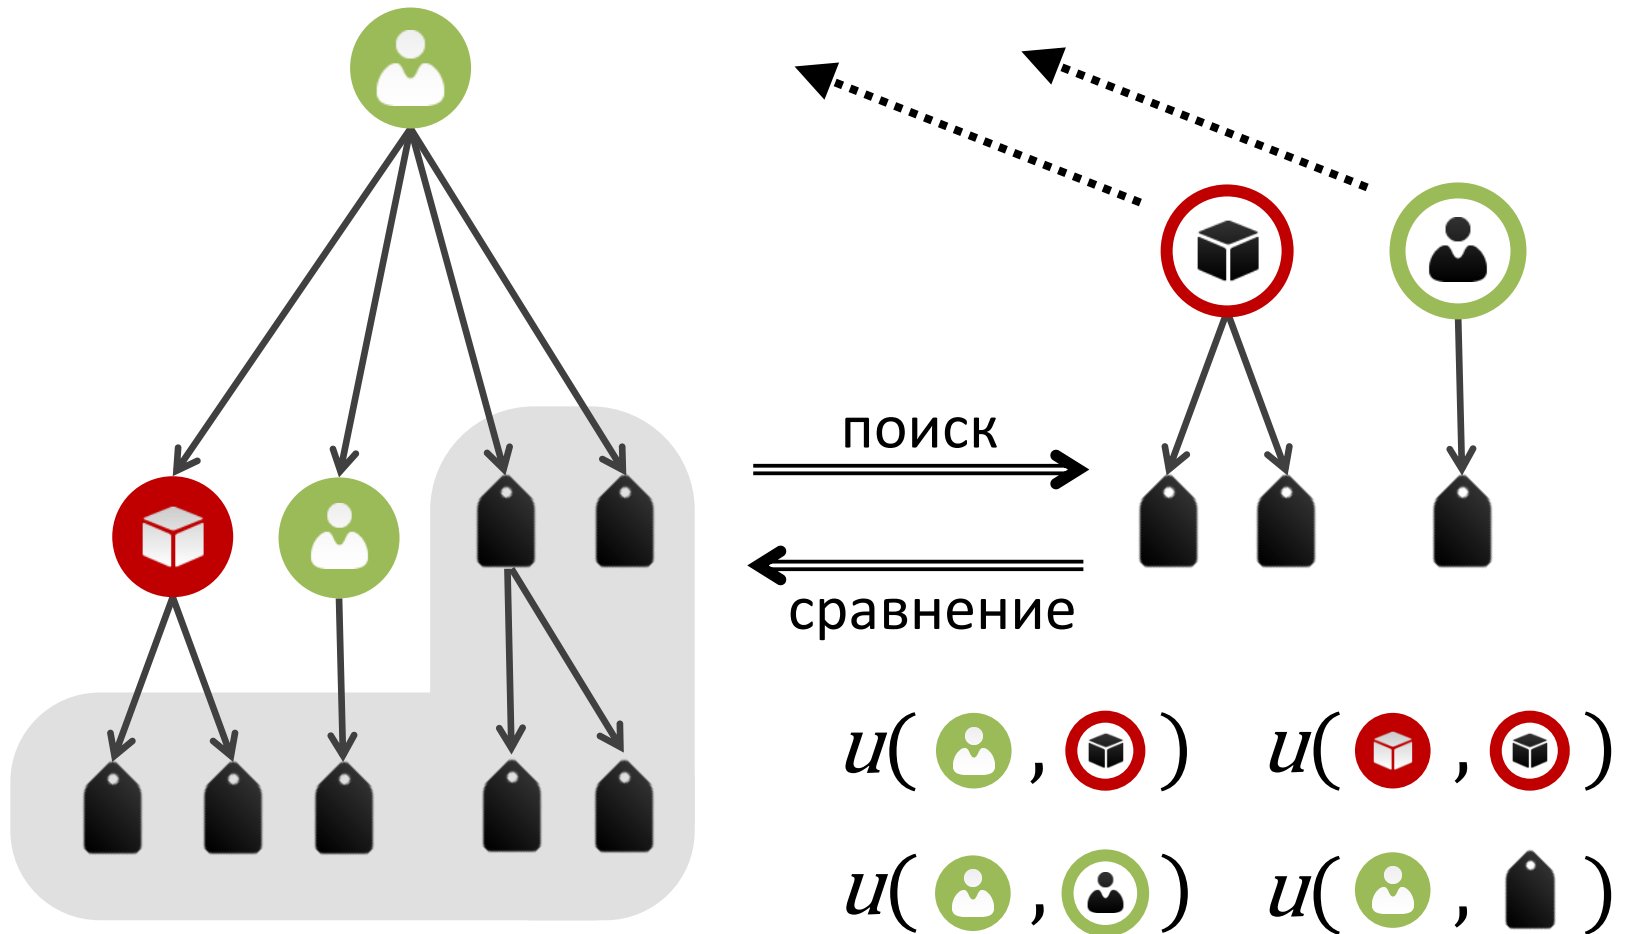 поиск
сравнение
u( , ) u( , )
u( , ) u( , )